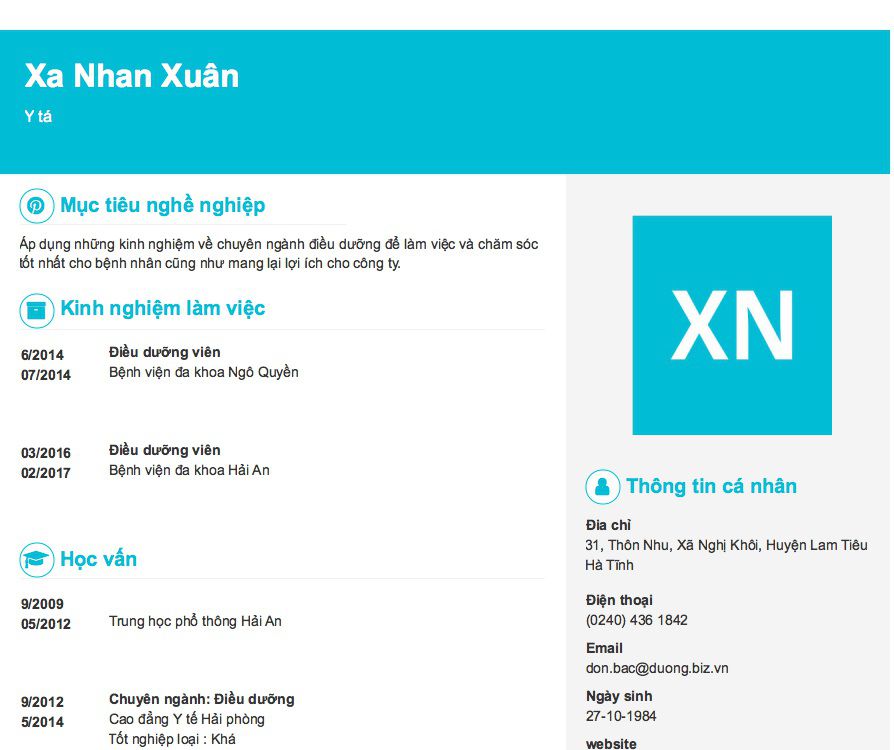 Xa Nhan Xuân
Y tá
Mục tiêu nghề nghiệp
Áp dụng những kinh nghiệm về chuyên ngành điều dưỡng để làm việc và chăm sóc
tốt nhất cho bệnh nhân cũng như mang lại lợi ích cho công ty.
Kinh nghiệm làm việc
6/2014
07/2014
Điều dưỡng viên
Bệnh viện đa khoa Ngô Quyền
03/2016
02/2017
Điều dưỡng viên
Bệnh viện đa khoa Hải An
Học vấn
9/2009
05/2012
Trung học phổ thông Hải An
9/2012
5/2014
Chuyên ngành: Điều dưỡng
Cao đẳng Y tế Hải phòng
Tốt nghiệp loại : Khá
XN
Thông tin cá nhân
Đia chỉ
31, Thôn Nhu, Xã Nghị Khôi, Huyện Lam Tiêu
Hà Tĩnh
Điện thoại
(0240) 436 1842
Email
don.bac@duong.biz.vn
Ngày sinh
27-10-1984
website